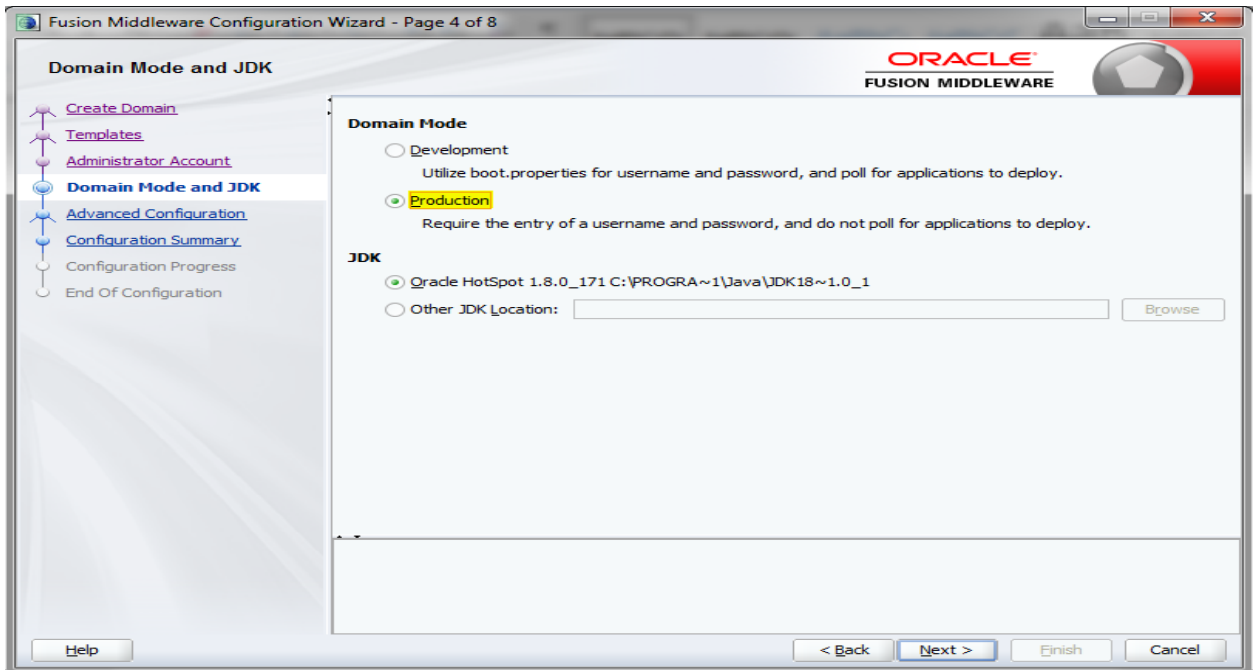 Fusion Middleware Configuration Wizard - Page 4 of 8
Domain Mode and JDK
ORACLE
FUSION MIDDLEWARE
Create Domain
Templates
Administrator Account
Domain Mode and JDK
Advanced Configuration
Configuration Summary
Configuration Progress
End Of Configuration
Domain Mode
Development
Utilize boot.properties for username and password, and poll for applications to deploy.
Production
Require the entry of a username and password, and do not poll for applications to deploy.
JDK
Oracle HotSpot 1.8.0_171 C:\PROGRA~1\Java\JDK18~1.0_1
Other JDK Location:
Browse
Help
< Back
Next >
Finish
Cancel